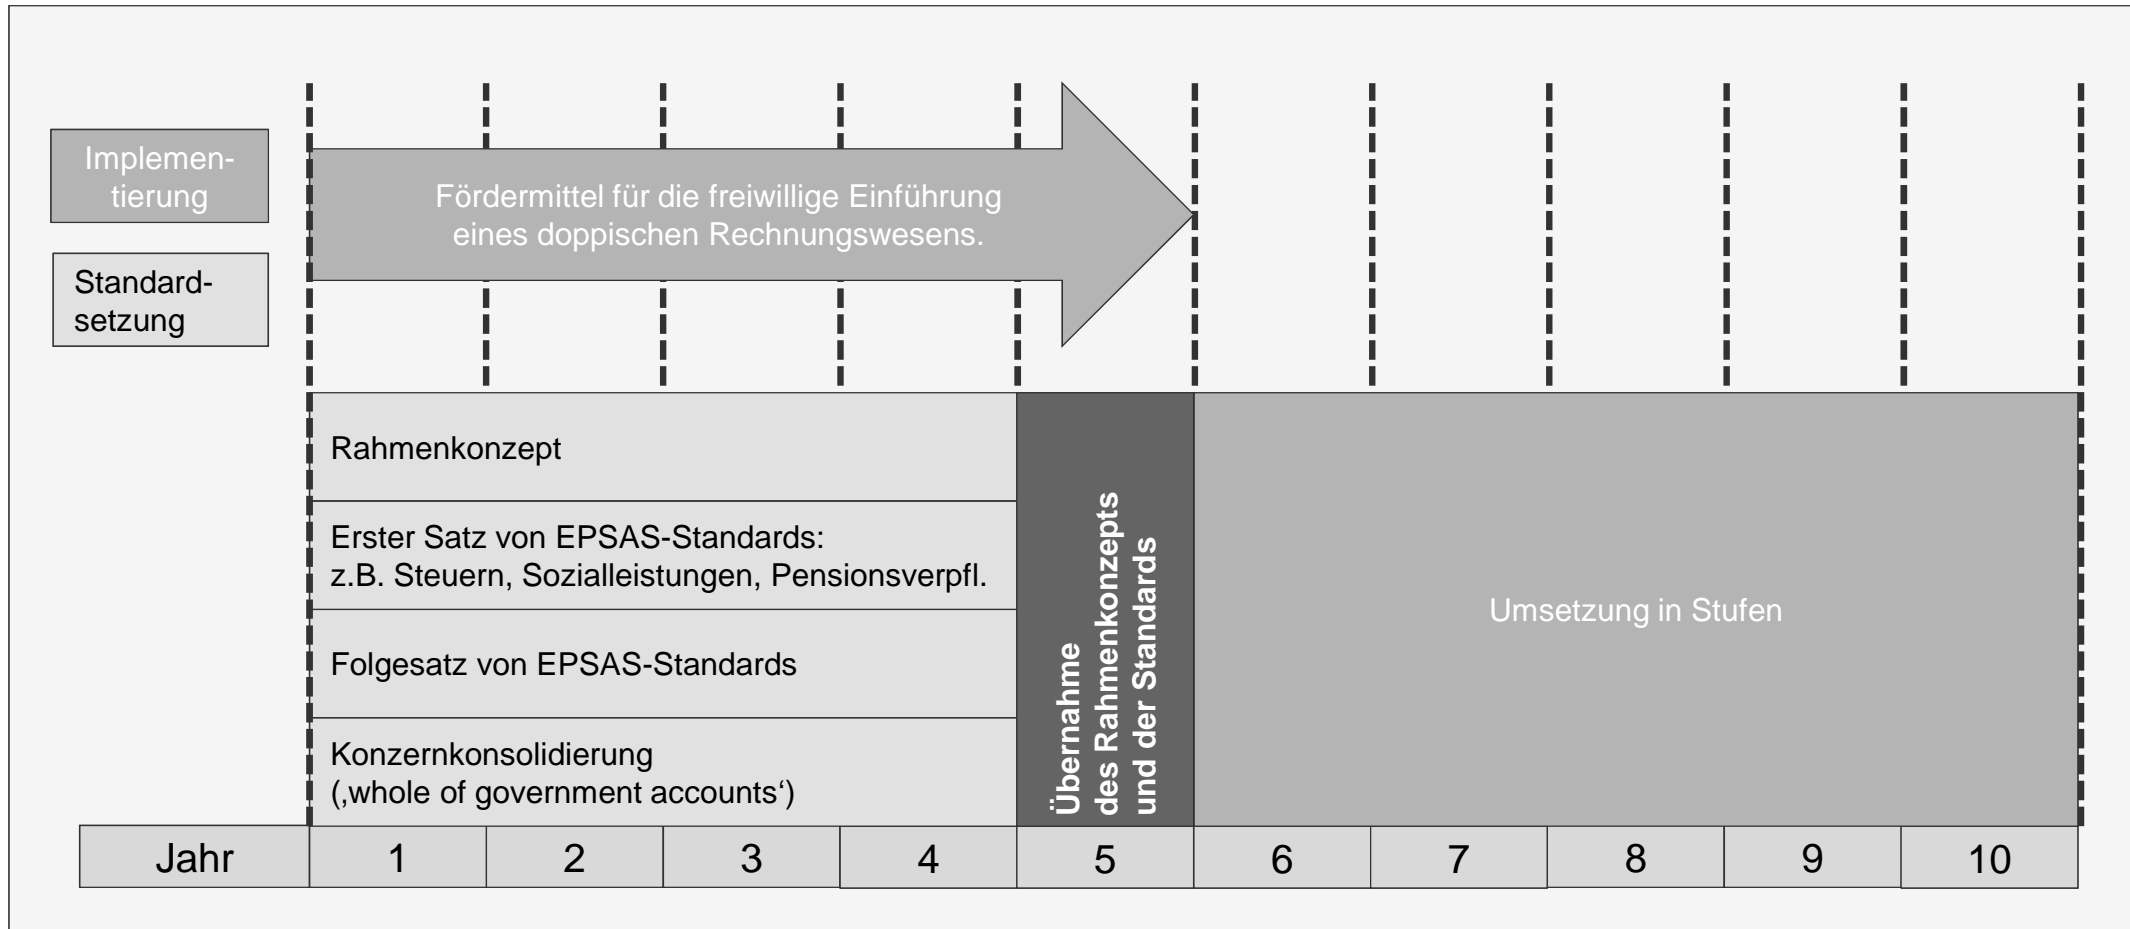 Implemen-
tierung
Fördermittel für die freiwillige Einführung
eines doppischen Rechnungswesens.
Standard-
setzung
Rahmenkonzept
Erster Satz von EPSAS-Standards:
z.B. Steuern, Sozialleistungen, Pensionsverpfl.
Folgesatz von EPSAS-Standards
Konzernkonsolidierung
(‚whole of government accounts‘)
Übernahme
des Rahmenkonzepts
und der Standards
Umsetzung in Stufen
Jahr 1 2 3 4 5 6 7 8 9 10